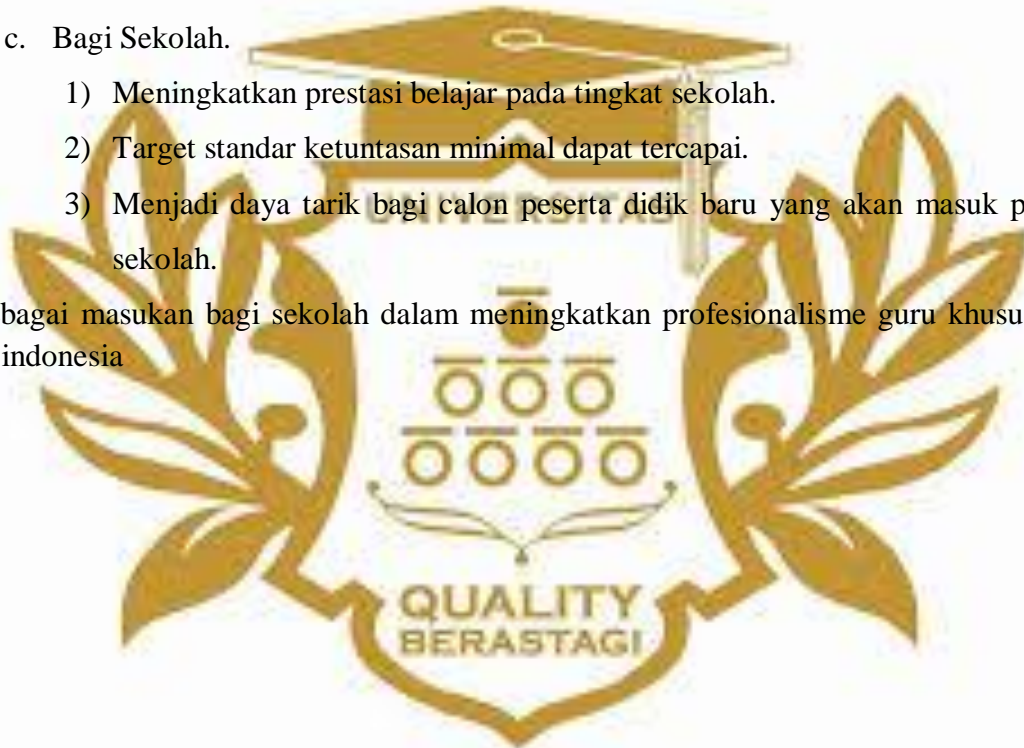 c. Bagi Sekolah.
1) Meningkatkan prestasi belajar pada tingkat sekolah.
2) Target standar ketuntasan minimal dapat tercapai.
UNIVERSITAS
3) Menjadi daya tarik bagi calon peserta didik baru yang akan masuk p
sekolah.
bagai masukan bagi sekolah dalam meningkatkan profesionalisme guru khusu
indonesia
QUALITY
BERASTAGI